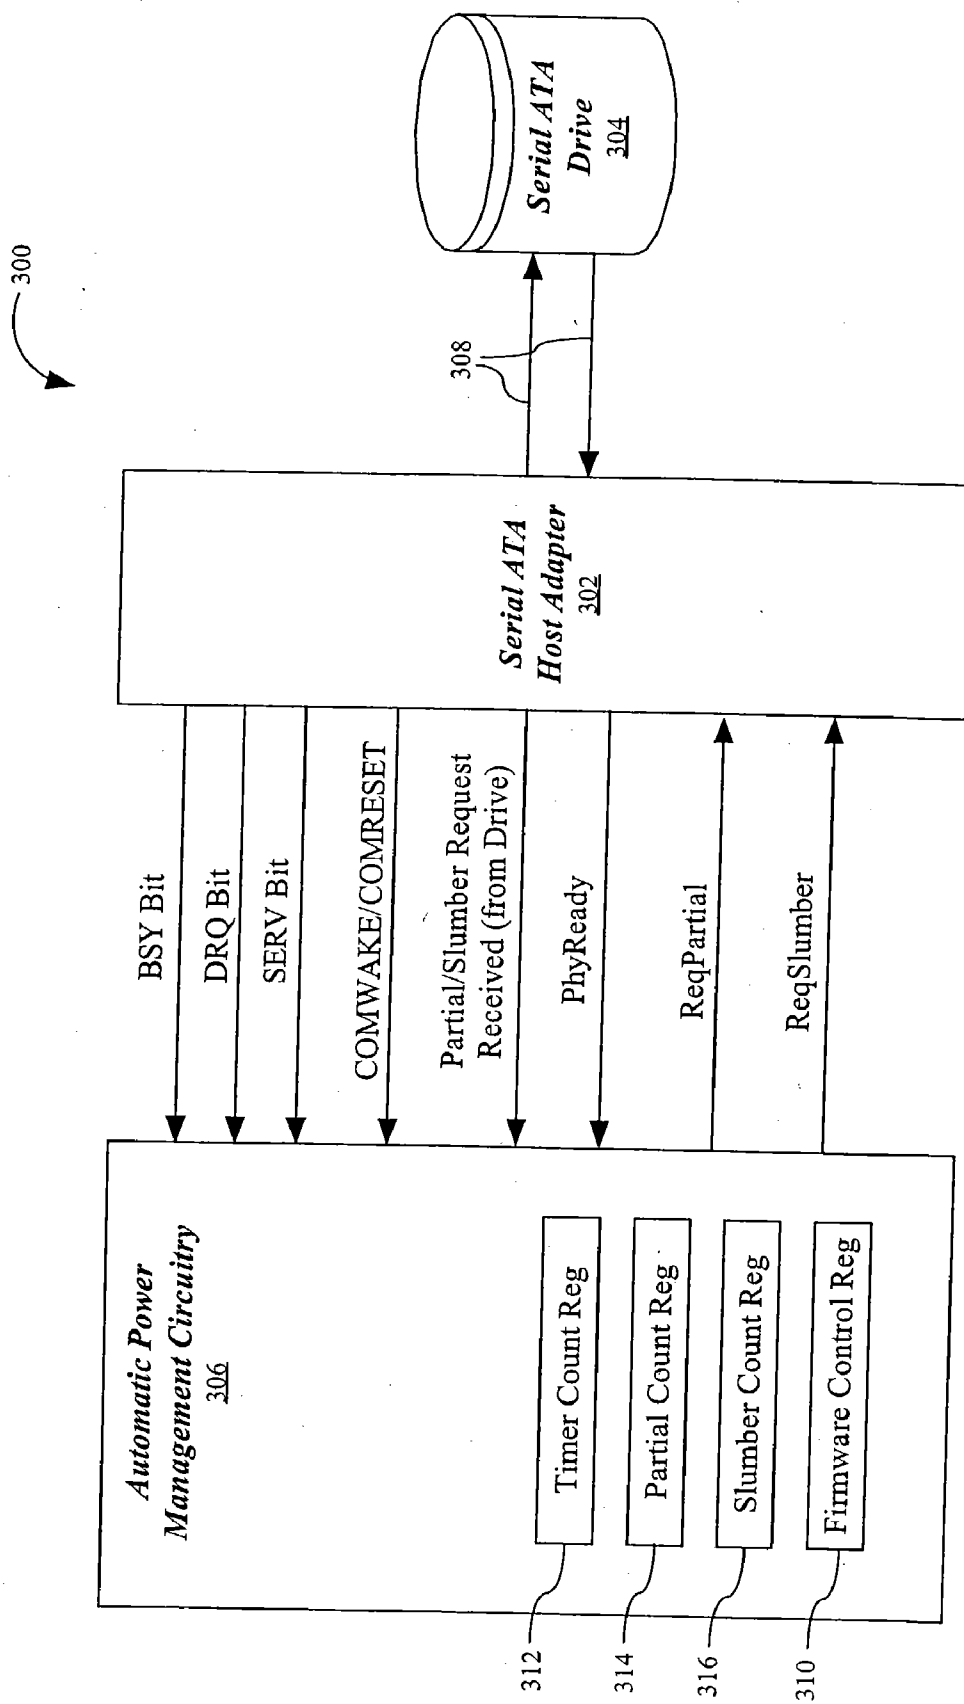 300
Automatic Power
Management Circuitry
306
312
Timer Count Reg
314
Partial Count Reg
316
Slumber Count Reg
310
Firmware Control Reg
BSY Bit
DRQ Bit
SERV Bit
COMWAKE/COMRESET
Partial/Slumber Request
Received (from Drive)
PhyReady
ReqPartial
ReqSlumber
Serial ATA
Host Adapter
302
308
Serial ATA
Drive
304